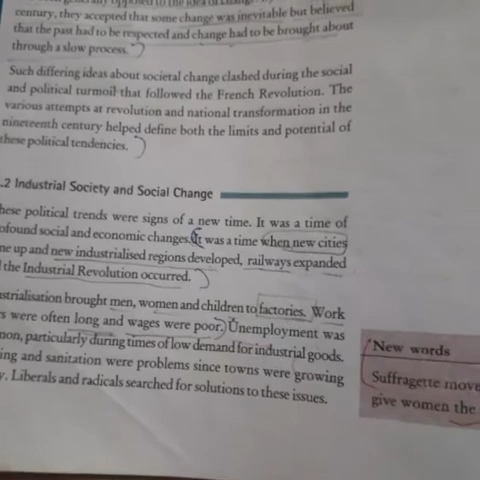 century, they accepted that some change was inevitable but believed
that the past had to be respected and change had to be brought about
through a slow process.
Such differing ideas about societal change clashed during the social
and political turmoil that followed the French Revolution. The
various attempts at revolution and national transformation in the
nineteenth century helped define both the limits and potential of
these political tendencies.
.2 Industrial Society and Social Change
hese political trends were signs of a new time. It was a time of
ofound social and economic changes. It was a time when new cities
me up and new industrialised regions developed, railways expanded
d the Industrial Revolution occurred.
ustrialisation brought men, women and children to factories. Work
rs were often long and wages were poor. Unemployment was
mon, particularly during times of low demand for industrial goods.
ing and sanitation were problems since towns were growing
y. Liberals and radicals searched for solutions to these issues.
New words
Suffragette move
give women the